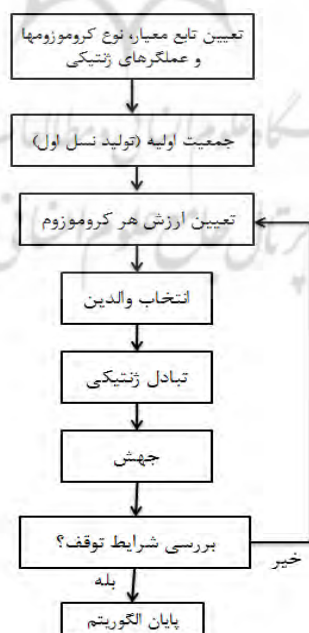 تعیین تابع معیار، نوع کروموزومها
و عملگرهای ژنتیکی
جمعیت اولیه (تولید نسل اول)
تعیین ارزش هر کروموزوم
انتخاب والدین
تبادل ژنتیکی
جهش
بررسی شرایط توقف؟
خیر
بله
پایان الگوریتم